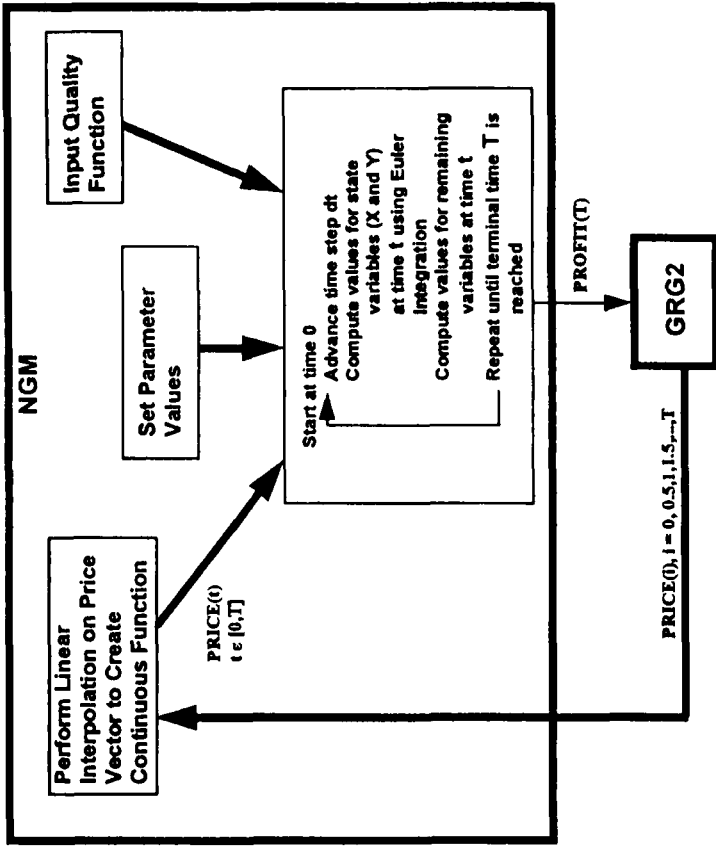 NGM
Perform Linear
Interpolation on Price
Vector to Create
Continuous Function
Set Parameter
Values
Input Quality
Function
PRICE(t)
t ε [0,T]
Start at time 0
Advance time step dt
Compute values for state
variables (X and Y)
at time t using Euler
Integration
Compute values for remaining
variables at time t
Repeat until terminal time T is
reached
PROFIT(T)
GRG2
PRICE(i), i = 0, 0.5,1,1.5,...,T